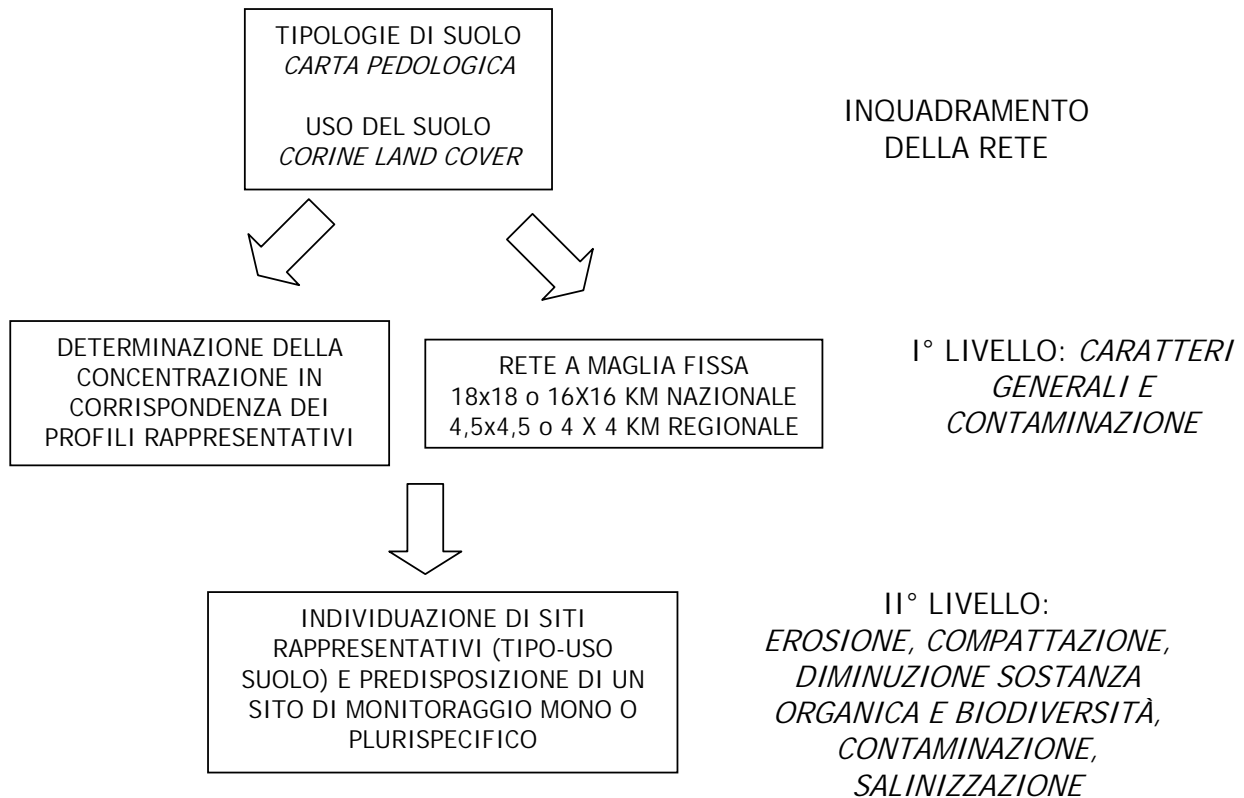 TIPOLOGIE DI SUOLO
CARTA PEDOLOGICA
USO DEL SUOLO
CORINE LAND COVER
INQUADRAMENTO
DELLA RETE
DETERMINAZIONE DELLA
CONCENTRAZIONE IN
CORRISPONDENZA DEI
PROFILI RAPPRESENTATIVI
RETE A MAGLIA FISSA
18x18 o 16X16 KM NAZIONALE
4,5x4,5 o 4 X 4 KM REGIONALE
I° LIVELLO: CARATTERI
GENERALI E
CONTAMINAZIONE
INDIVIDUAZIONE DI SITI
RAPPRESENTATIVI (TIPO-USO
SUOLO) E PREDISPOSIZIONE DI UN
SITO DI MONITORAGGIO MONO O
PLURISPECIFICO
II° LIVELLO:
EROSIONE, COMPATTAZIONE,
DIMINUZIONE SOSTANZA
ORGANICA E BIODIVERSITÀ,
CONTAMINAZIONE,
SALINIZZAZIONE